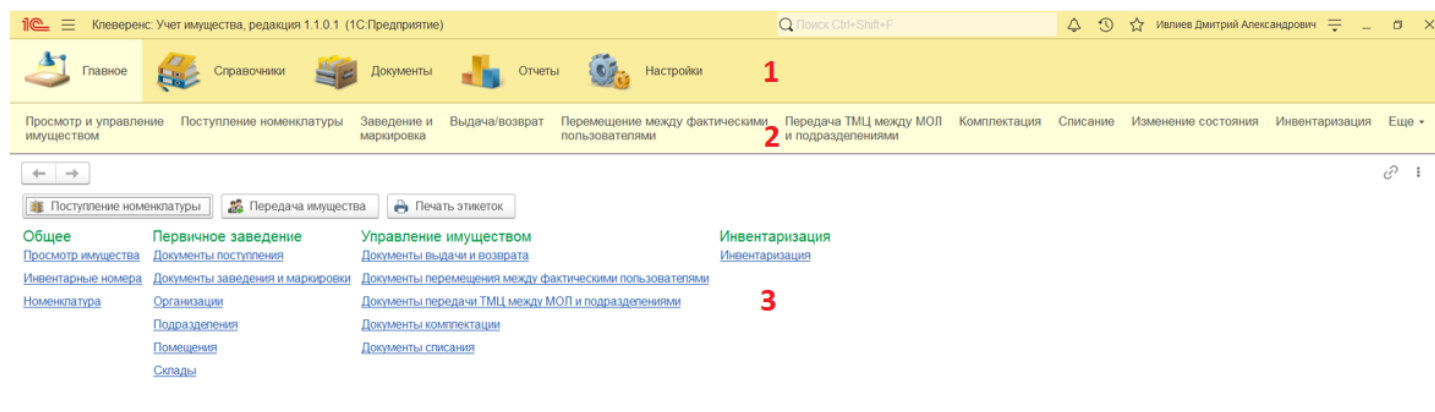 1С Клеверенс: Учет имущества, редакция 1.1.0.1 (1С:Предприятие) Поиск Ctrl+Shift+F Ивлиев Дмитрий Александрович
Главное Справочники Документы Отчеты Настройки 1
Просмотр и управление имуществом Поступление номенклатуры Заведение и маркировка Выдача/возврат Перемещение между фактическими пользователями 2 Передача ТМЦ между МОЛ и подразделениями Комплектация Списание Изменение состояния Инвентаризация Еще
Поступление номенклатуры Передача имущества Печать этикеток
Общее Первичное заведение Управление имуществом Инвентаризация
Просмотр имущества Документы поступления Документы выдачи и возврата Инвентаризация
Инвентарные номера Документы заведения и маркировки Документы перемещения между фактическими пользователями
Номенклатура Организации Документы передачи ТМЦ между МОЛ и подразделениями 3
Подразделения Документы комплектации
Помещения Документы списания
Склады